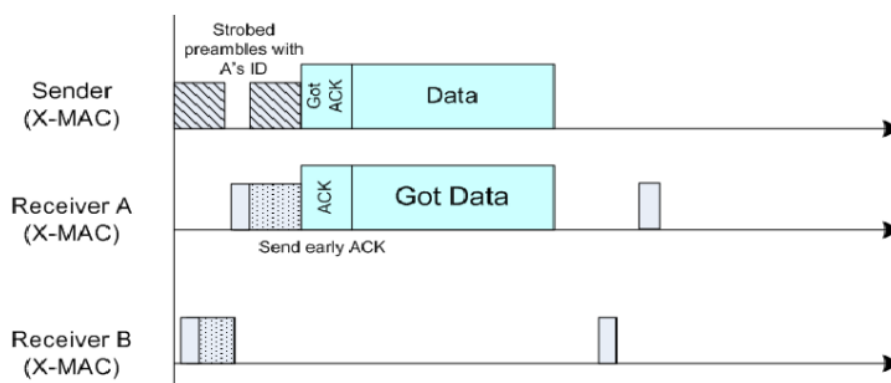 Strobed
preambles with
A's ID
Sender
(X-MAC)
Got
ACK
Data
Receiver A
(X-MAC)
ACK
Got Data
Send early ACK
Receiver B
(X-MAC)